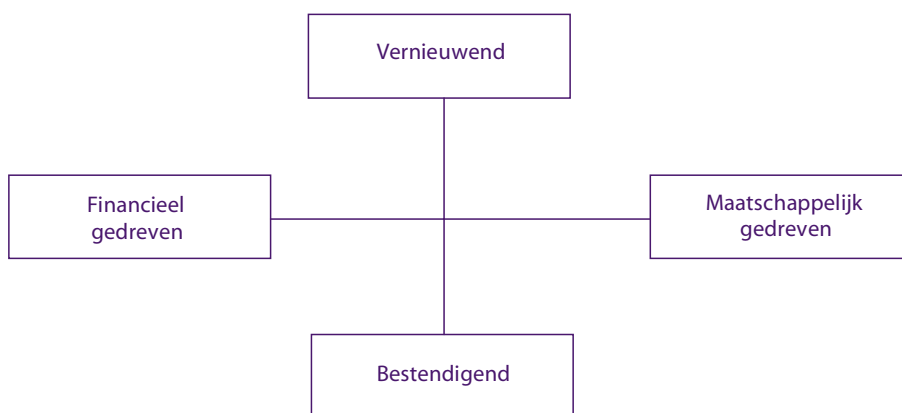 Vernieuwend
Financieel
gedreven
Maatschappelijk
gedreven
Bestendigend